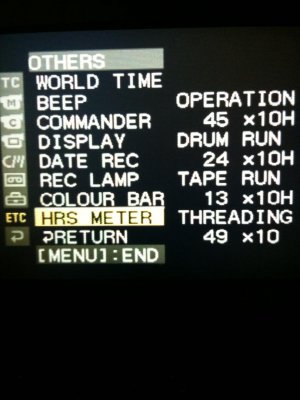 OTHERS
TC WORLD TIME
M BEEP OPERATION
C COMMANDER 45 ×10H
DISPLAY DRUM RUN
C/M DATE REC 24 ×10H
REC LAMP TAPE RUN
COLOUR BAR 13 ×10H
ETC HRS METER THREADING
RETURN 49 ×10
[MENU]:END